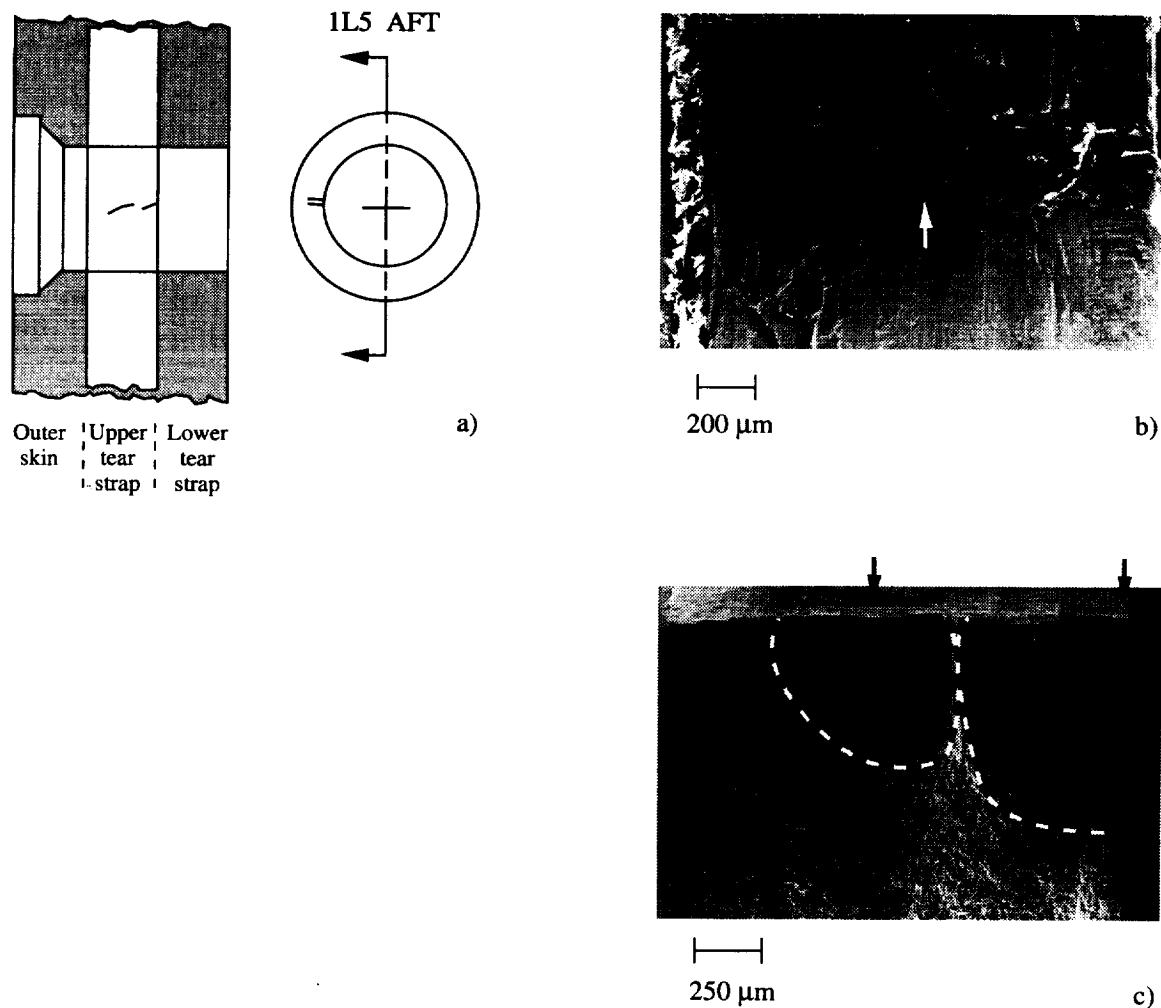 1L5 AFT
Outer skin
Upper tear strap
Lower tear strap
a)
200 μm
b)
250 μm
c)